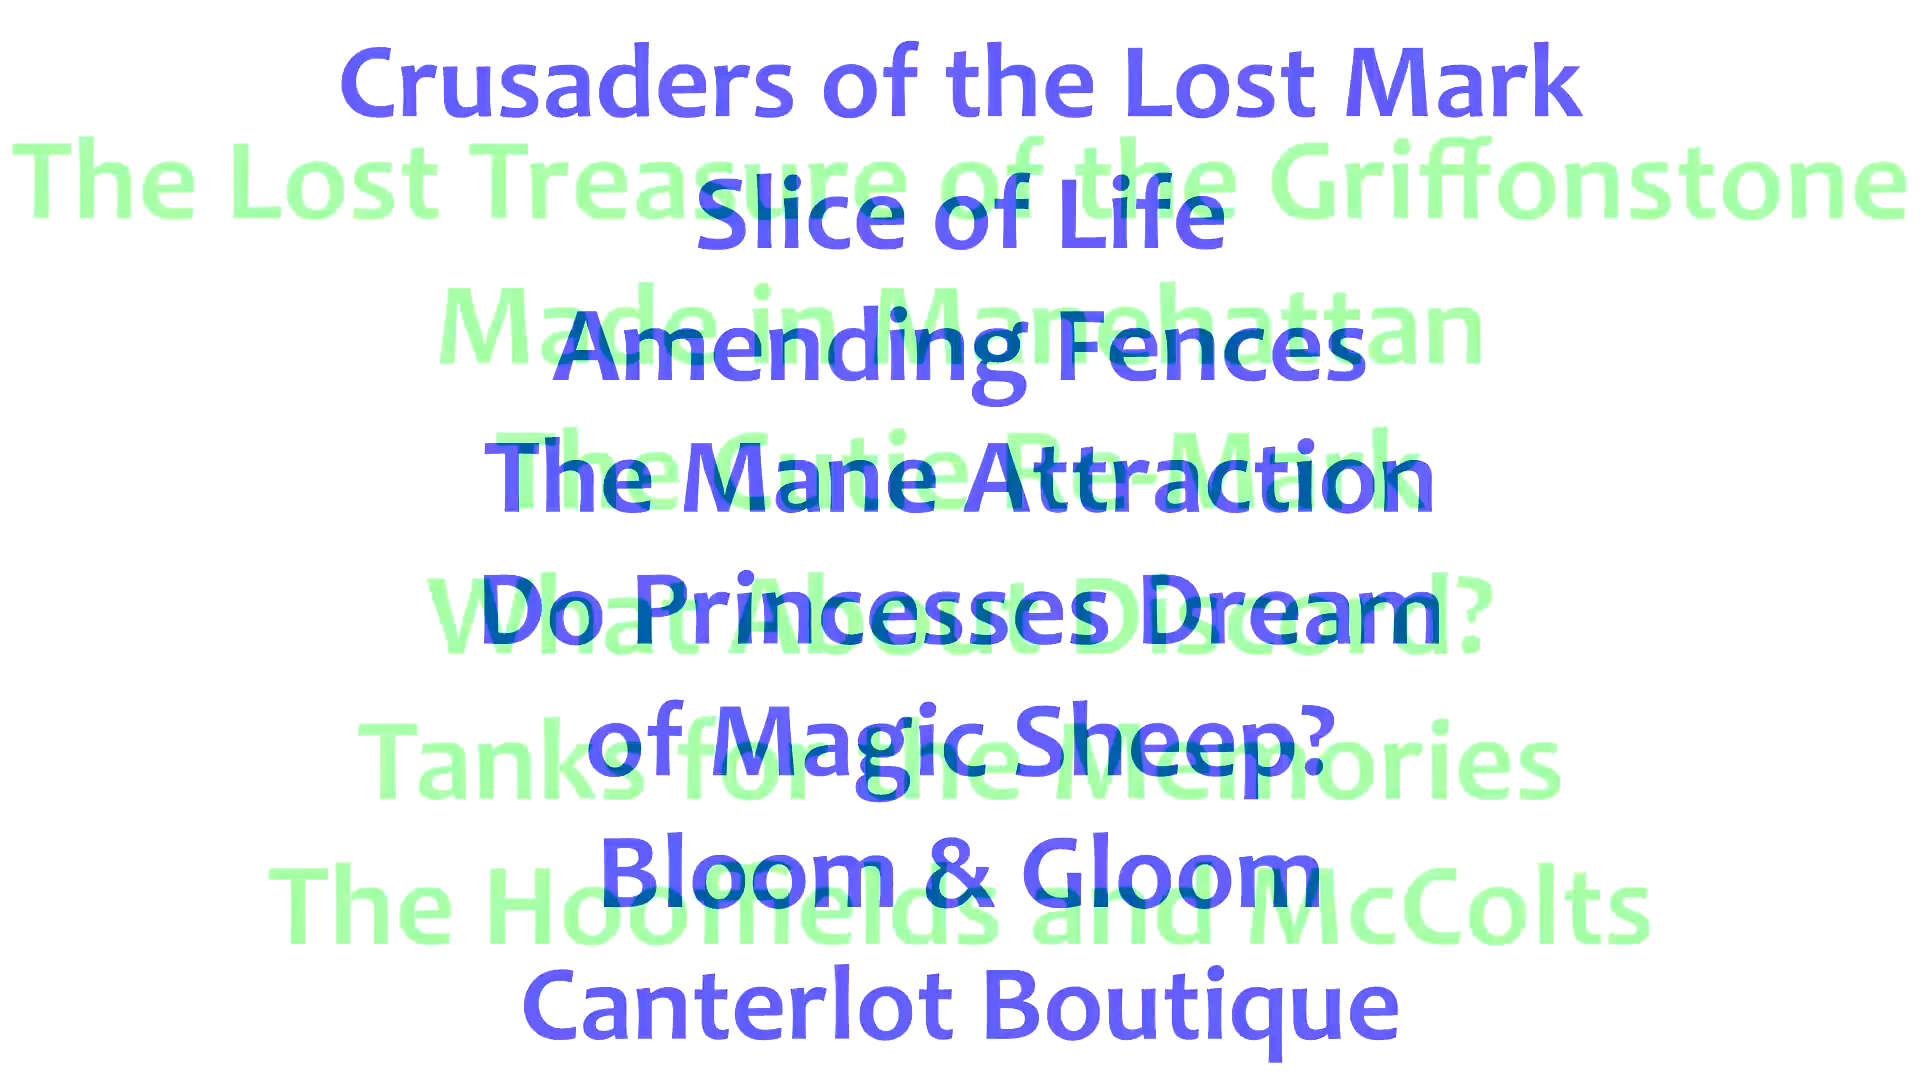 Crusaders of the Lost Mark
The Lost Treasure of the Griffonstone
Slice of Life
Made in Manehattan
Amending Fences
The Cutie Re-Mark
The Mane Attraction
What About Discord?
Do Princesses Dream
of Magic Sheep?
Tanks for the Memories
Bloom & Gloom
The Hooffields and McColts
Canterlot Boutique